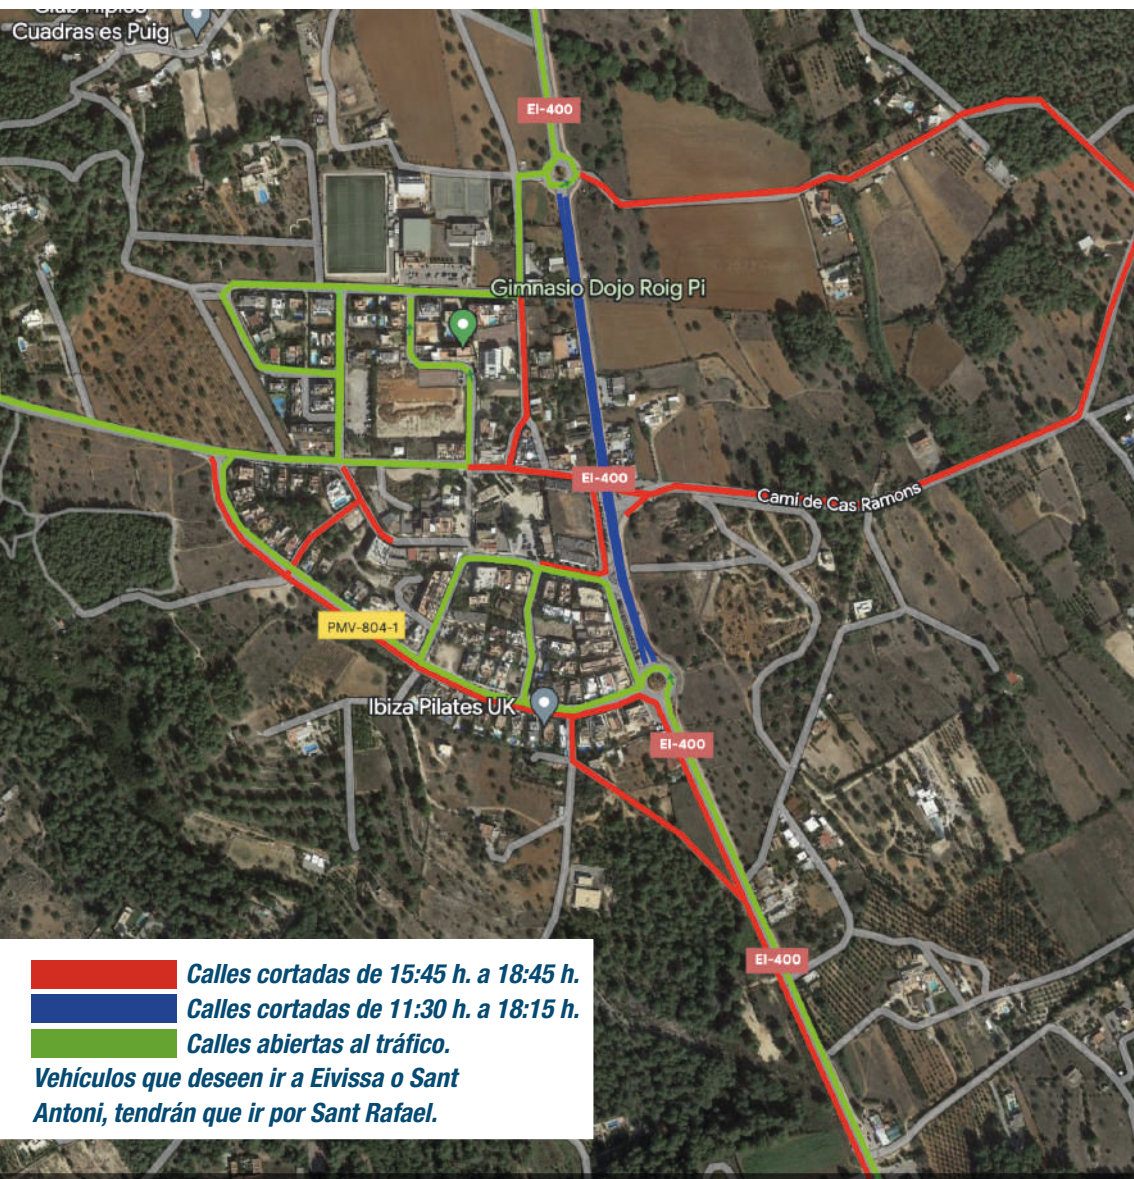 Club Hípico
Cuadras es Puig
EI-400
Gimnasio Dojo Roig Pi
EI-400
Camí de Cas Ramons
PMV-804-1
Ibiza Pilates UK
EI-400
EI-400
Calles cortadas de 15:45 h. a 18:45 h.
Calles cortadas de 11:30 h. a 18:15 h.
Calles abiertas al tráfico.
Vehículos que deseen ir a Eivissa o Sant
Antoni, tendrán que ir por Sant Rafael.